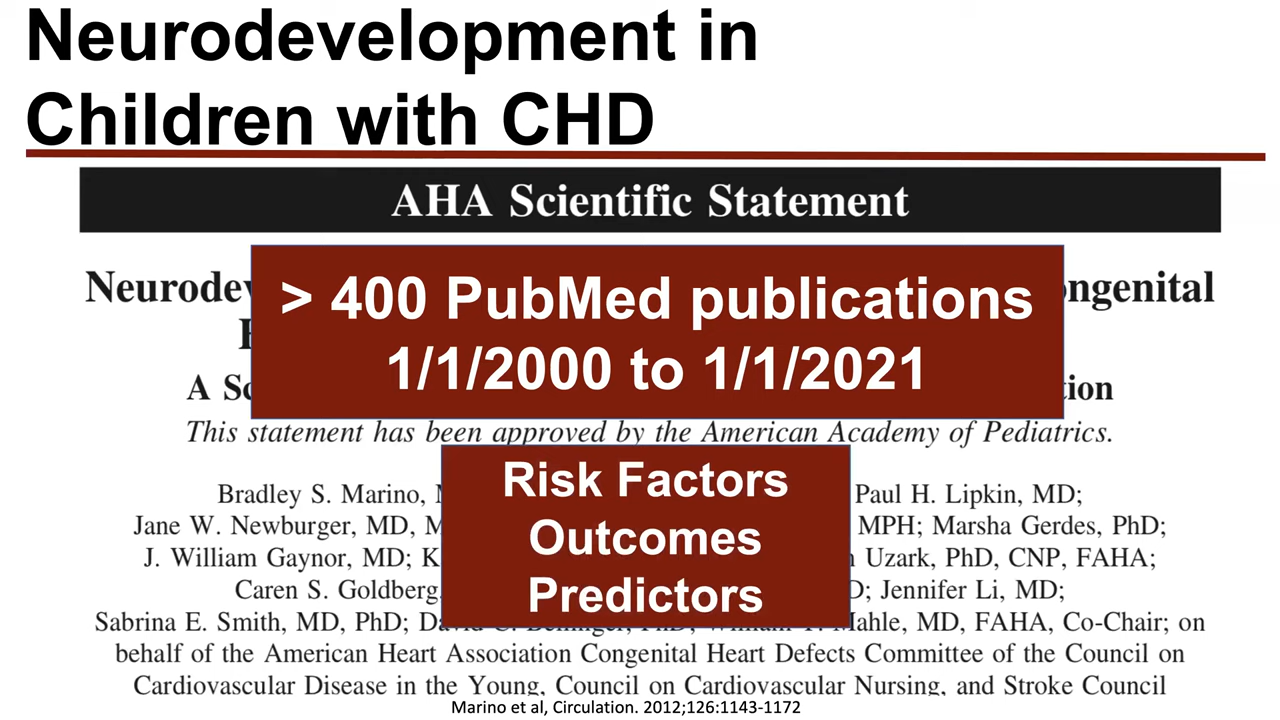 Neurodevelopment in
Children with CHD
AHA Scientific Statement
> 400 PubMed publications
1/1/2000 to 1/1/2021
This statement has been approved by the American Academy of Pediatrics.
Risk Factors
Outcomes
Predictors
Bradley S. Marino, Paul H. Lipkin, MD;
Jane W. Newburger, MD, MPH; Marsha Gerdes, PhD;
J. William Gaynor, MD; Uzark, PhD, CNP, FAHA;
Caren S. Goldberg, Jennifer Li, MD;
Sabrina E. Smith, MD, PhD; Mahle, MD, FAHA, Co-Chair; on
behalf of the American Heart Association Congenital Heart Defects Committee of the Council on
Cardiovascular Disease in the Young, Council on Cardiovascular Nursing, and Stroke Council
Marino et al, Circulation. 2012;126:1143-1172